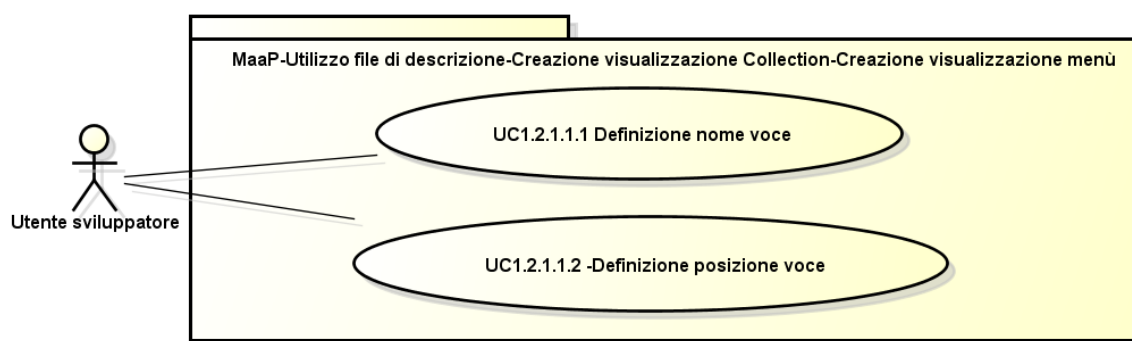 MaaP-Utilizzo file di descrizione-Creazione visualizzazione Collection-Creazione visualizzazione menù
UC1.2.1.1.1 Definizione nome voce
Utente sviluppatore
UC1.2.1.1.2 -Definizione posizione voce